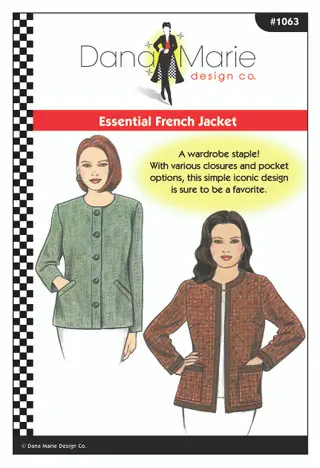 #1063
Dana Marie
design co.
Essential French Jacket
A wardrobe staple!
With various closures and pocket
options, this simple iconic design
is sure to be a favorite.
© Dana Marie Design Co.